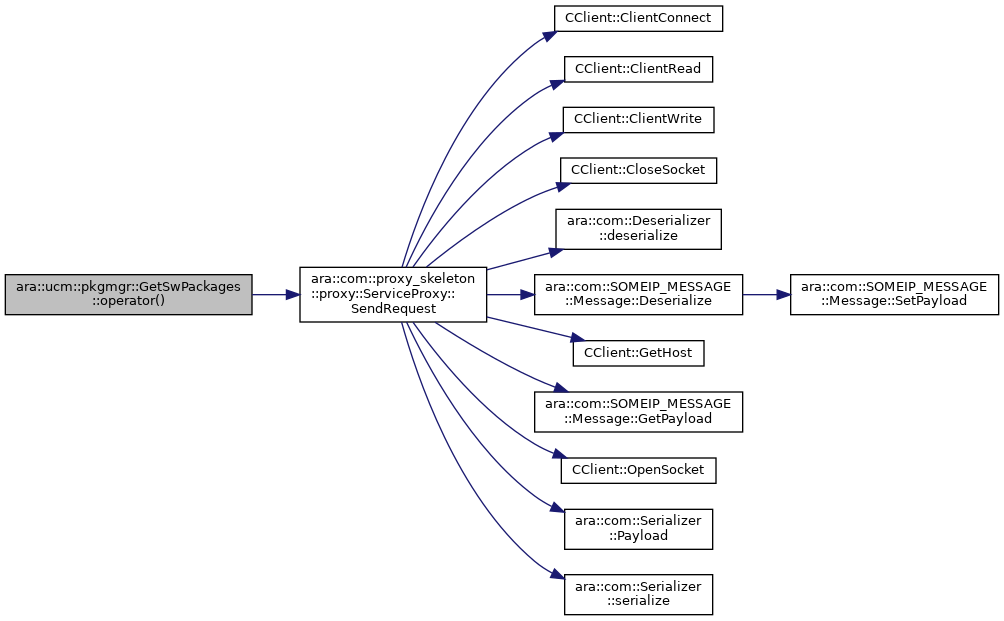 CClient::ClientConnect
CClient::ClientRead
CClient::ClientWrite
CClient::CloseSocket
ara::com::Deserializer
::deserialize
ara::ucm::pkgmgr::GetSwPackages
::operator()
ara::com::proxy_skeleton
::proxy::ServiceProxy::
SendRequest
ara::com::SOMEIP_MESSAGE
::Message::Deserialize
ara::com::SOMEIP_MESSAGE
::Message::SetPayload
CClient::GetHost
ara::com::SOMEIP_MESSAGE
::Message::GetPayload
CClient::OpenSocket
ara::com::Serializer
::Payload
ara::com::Serializer
::serialize